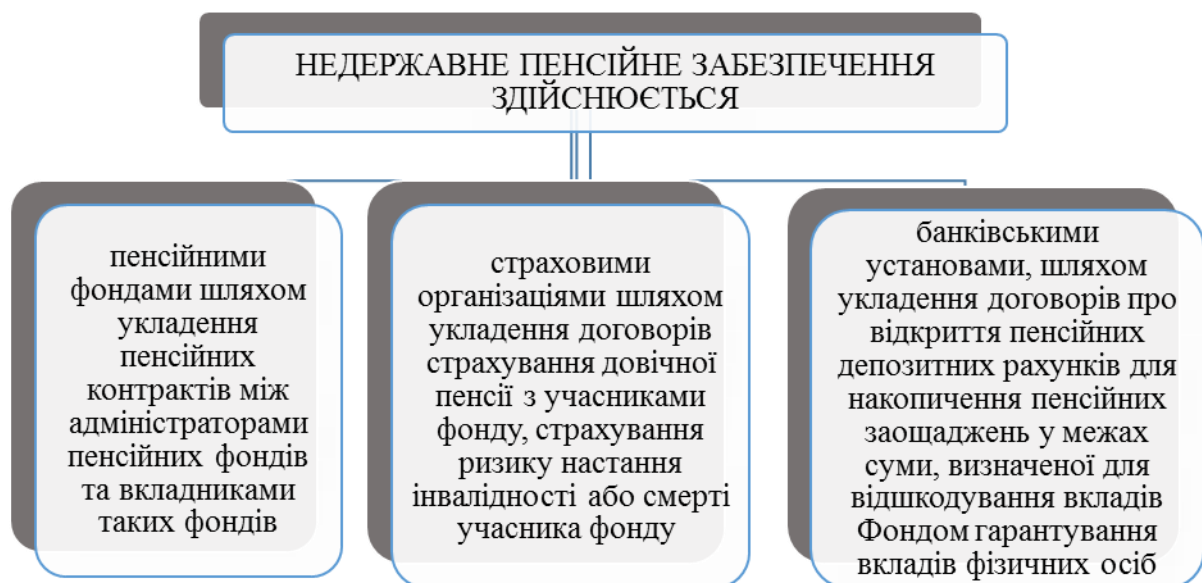 НЕДЕРЖАВНЕ ПЕНСІЙНЕ ЗАБЕЗПЕЧЕННЯ
ЗДІЙСНЮЄТЬСЯ
пенсійними
фондами шляхом
укладення
пенсійних
контрактів між
адміністраторами
пенсійних фондів
та вкладниками
таких фондів
страховими
організаціями шляхом
укладення договорів
страхування довічної
пенсії з учасниками
фонду, страхування
ризику настання
інвалідності або смерті
учасника фонду
банківськими
установами, шляхом
укладення договорів про
відкриття пенсійних
депозитних рахунків для
накопичення пенсійних
заощаджень у межах
суми, визначеної для
відшкодування вкладів
Фондом гарантування
вкладів фізичних осіб